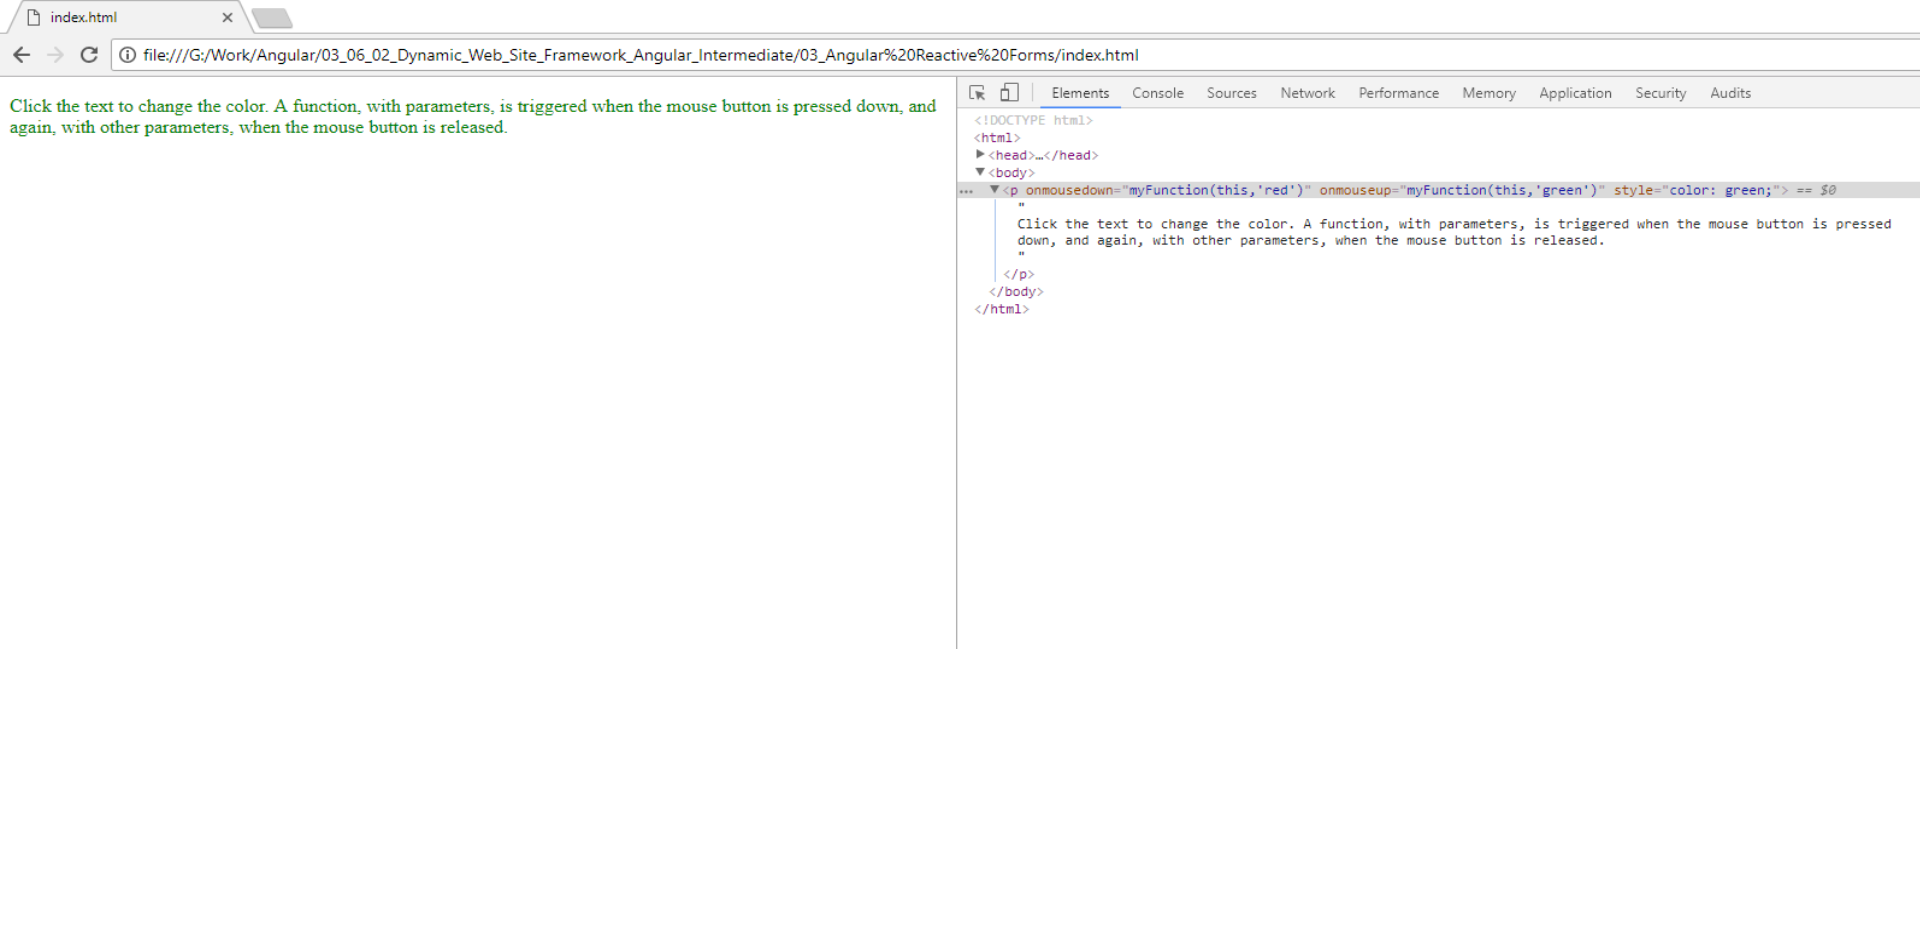 index.html
file:///G:/Work/Angular/03_06_02_Dynamic_Web_Site_Framework_Angular_Intermediate/03_Angular%20Reactive%20Forms/index.html
Click the text to change the color. A function, with parameters, is triggered when the mouse button is pressed down, and
again, with other parameters, when the mouse button is released.
Elements Console Sources Network Performance Memory Application Security Audits
<!DOCTYPE html>
<html>
<head>…</head>
<body>
<p onmousedown="myFunction(this,'red')" onmouseup="myFunction(this,'green')" style="color: green;"> == $0
"
Click the text to change the color. A function, with parameters, is triggered when the mouse button is pressed
down, and again, with other parameters, when the mouse button is released.
"
</p>
</body>
</html>